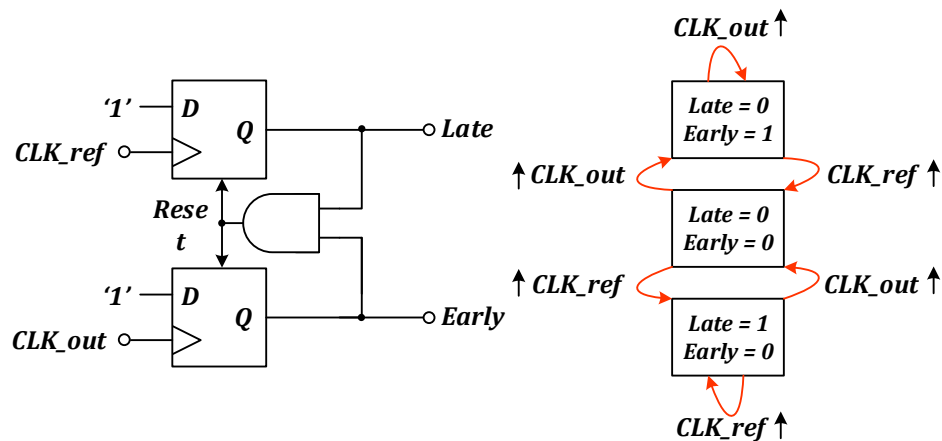 ‘1’
D
Q
CLK_ref
Late
Rese
t
‘1’
D
Q
CLK_out
Early
CLK_out ↑
Late = 0
Early = 1
↑ CLK_out
CLK_ref ↑
Late = 0
Early = 0
↑ CLK_ref
CLK_out ↑
Late = 1
Early = 0
CLK_ref ↑